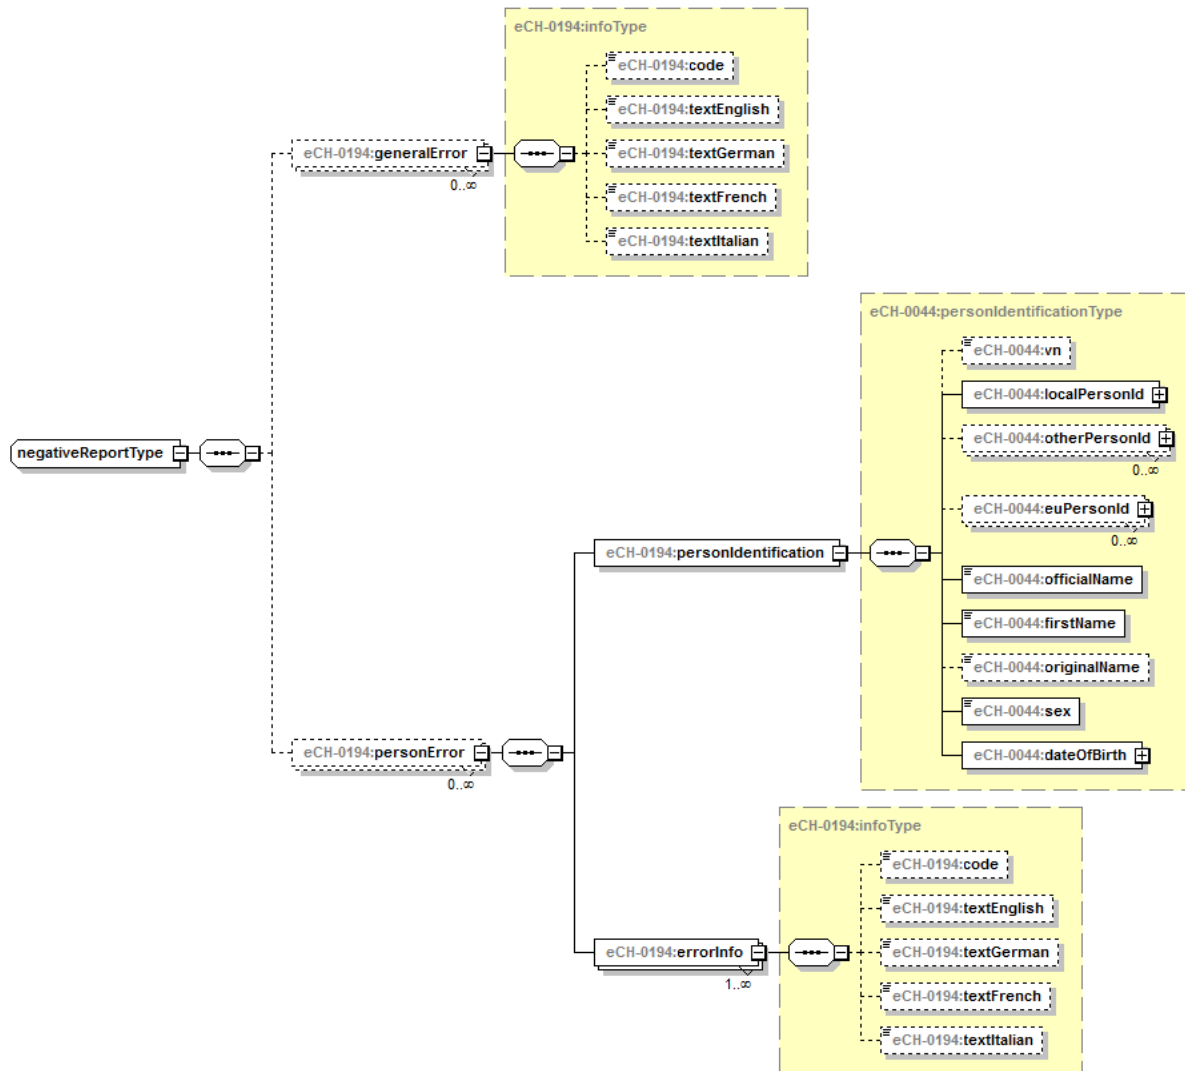 eCH-0194:infoType
eCH-0194:code
eCH-0194:textEnglish
eCH-0194:generalError
0..∞
eCH-0194:textGerman
eCH-0194:textFrench
eCH-0194:textItalian
eCH-0044:personIdentificationType
eCH-0044:vn
eCH-0044:localPersonId
negativeReportType
eCH-0044:otherPersonId
0..∞
eCH-0044:euPersonId
0..∞
eCH-0194:personIdentification
eCH-0044:officialName
eCH-0044:firstName
eCH-0044:originalName
eCH-0044:sex
eCH-0044:dateOfBirth
eCH-0194:personError
0..∞
eCH-0194:infoType
eCH-0194:code
eCH-0194:textEnglish
eCH-0194:errorInfo
1..∞
eCH-0194:textGerman
eCH-0194:textFrench
eCH-0194:textItalian